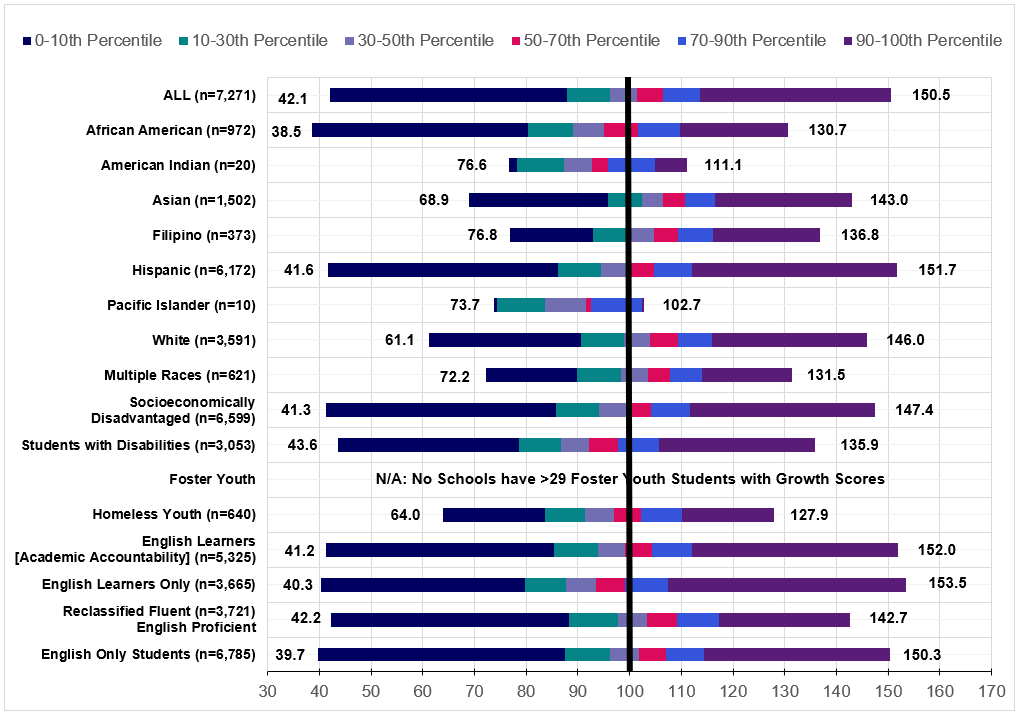 0-10th Percentile 10-30th Percentile 30-50th Percentile 50-70th Percentile 70-90th Percentile 90-100th Percentile
ALL (n=7,271) 42.1 150.5
African American (n=972) 38.5 130.7
American Indian (n=20) 76.6 111.1
Asian (n=1,502) 68.9 143.0
Filipino (n=373) 76.8 136.8
Hispanic (n=6,172) 41.6 151.7
Pacific Islander (n=10) 73.7 102.7
White (n=3,591) 61.1 146.0
Multiple Races (n=621) 72.2 131.5
Socioeconomically
Disadvantaged (n=6,599) 41.3 147.4
Students with Disabilities (n=3,053) 43.6 135.9
Foster Youth N/A: No Schools have >29 Foster Youth Students with Growth Scores
Homeless Youth (n=640) 64.0 127.9
English Learners
[Academic Accountability] (n=5,325) 41.2 152.0
English Learners Only (n=3,665) 40.3 153.5
Reclassified Fluent (n=3,721)
English Proficient 42.2 142.7
English Only Students (n=6,785) 39.7 150.3
30 40 50 60 70 80 90 100 110 120 130 140 150 160 170